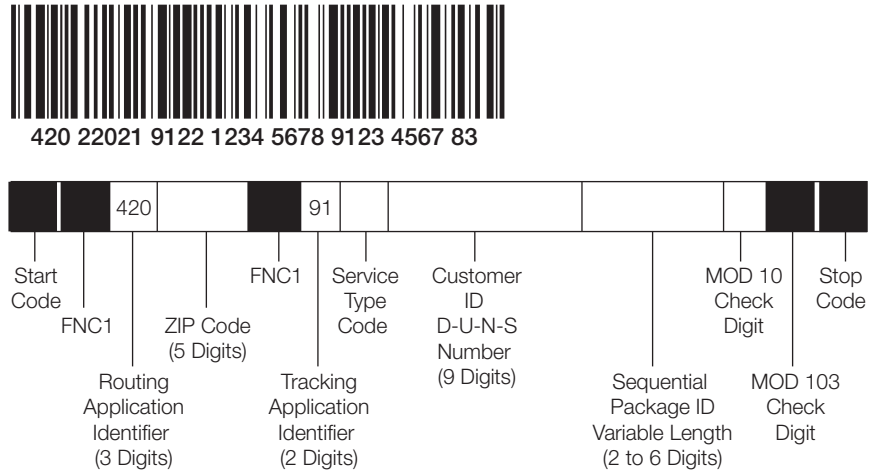 420 22021 9122 1234 5678 9123 4567 83
420
91
Start
Code
FNC1
Routing
Application
Identifier
(3 Digits)
ZIP Code
(5 Digits)
FNC1
Tracking
Application
Identifier
(2 Digits)
Service
Type
Code
Customer
ID
D-U-N-S
Number
(9 Digits)
Sequential
Package ID
Variable Length
(2 to 6 Digits)
MOD 10
Check
Digit
MOD 103
Check
Digit
Stop
Code